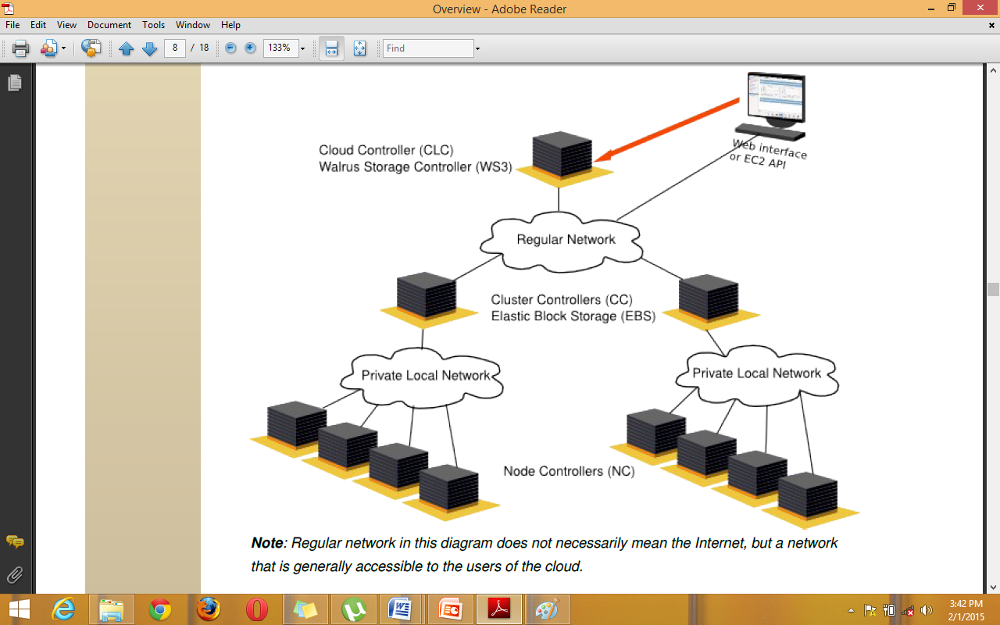 Overview - Adobe Reader
File Edit View Document Tools Window Help
8 / 18 133% Find
Web interface
or EC2 API
Cloud Controller (CLC)
Walrus Storage Controller (WS3)
Regular Network
Cluster Controllers (CC)
Elastic Block Storage (EBS)
Private Local Network
Private Local Network
Node Controllers (NC)
Note: Regular network in this diagram does not necessarily mean the Internet, but a network
that is generally accessible to the users of the cloud.
3:42 PM
2/1/2015